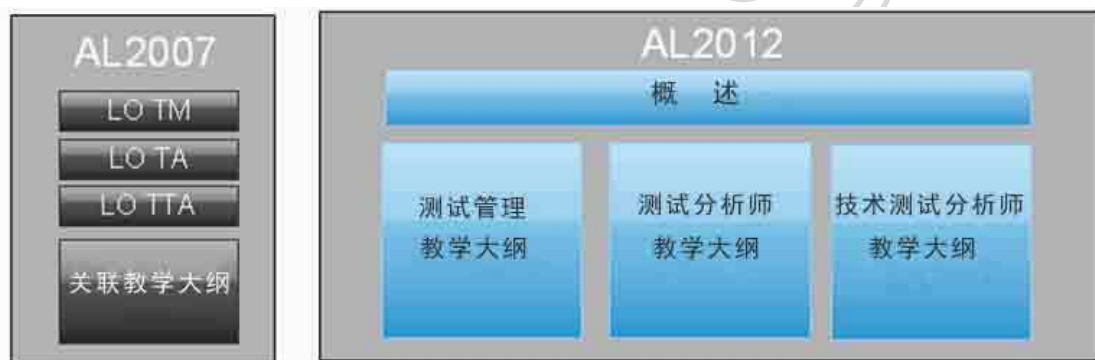 AL2007
LO TM
LO TA
LO TTA
关联教学大纲
AL2012
概 述
测试管理
教学大纲
测试分析师
教学大纲
技术测试分析师
教学大纲